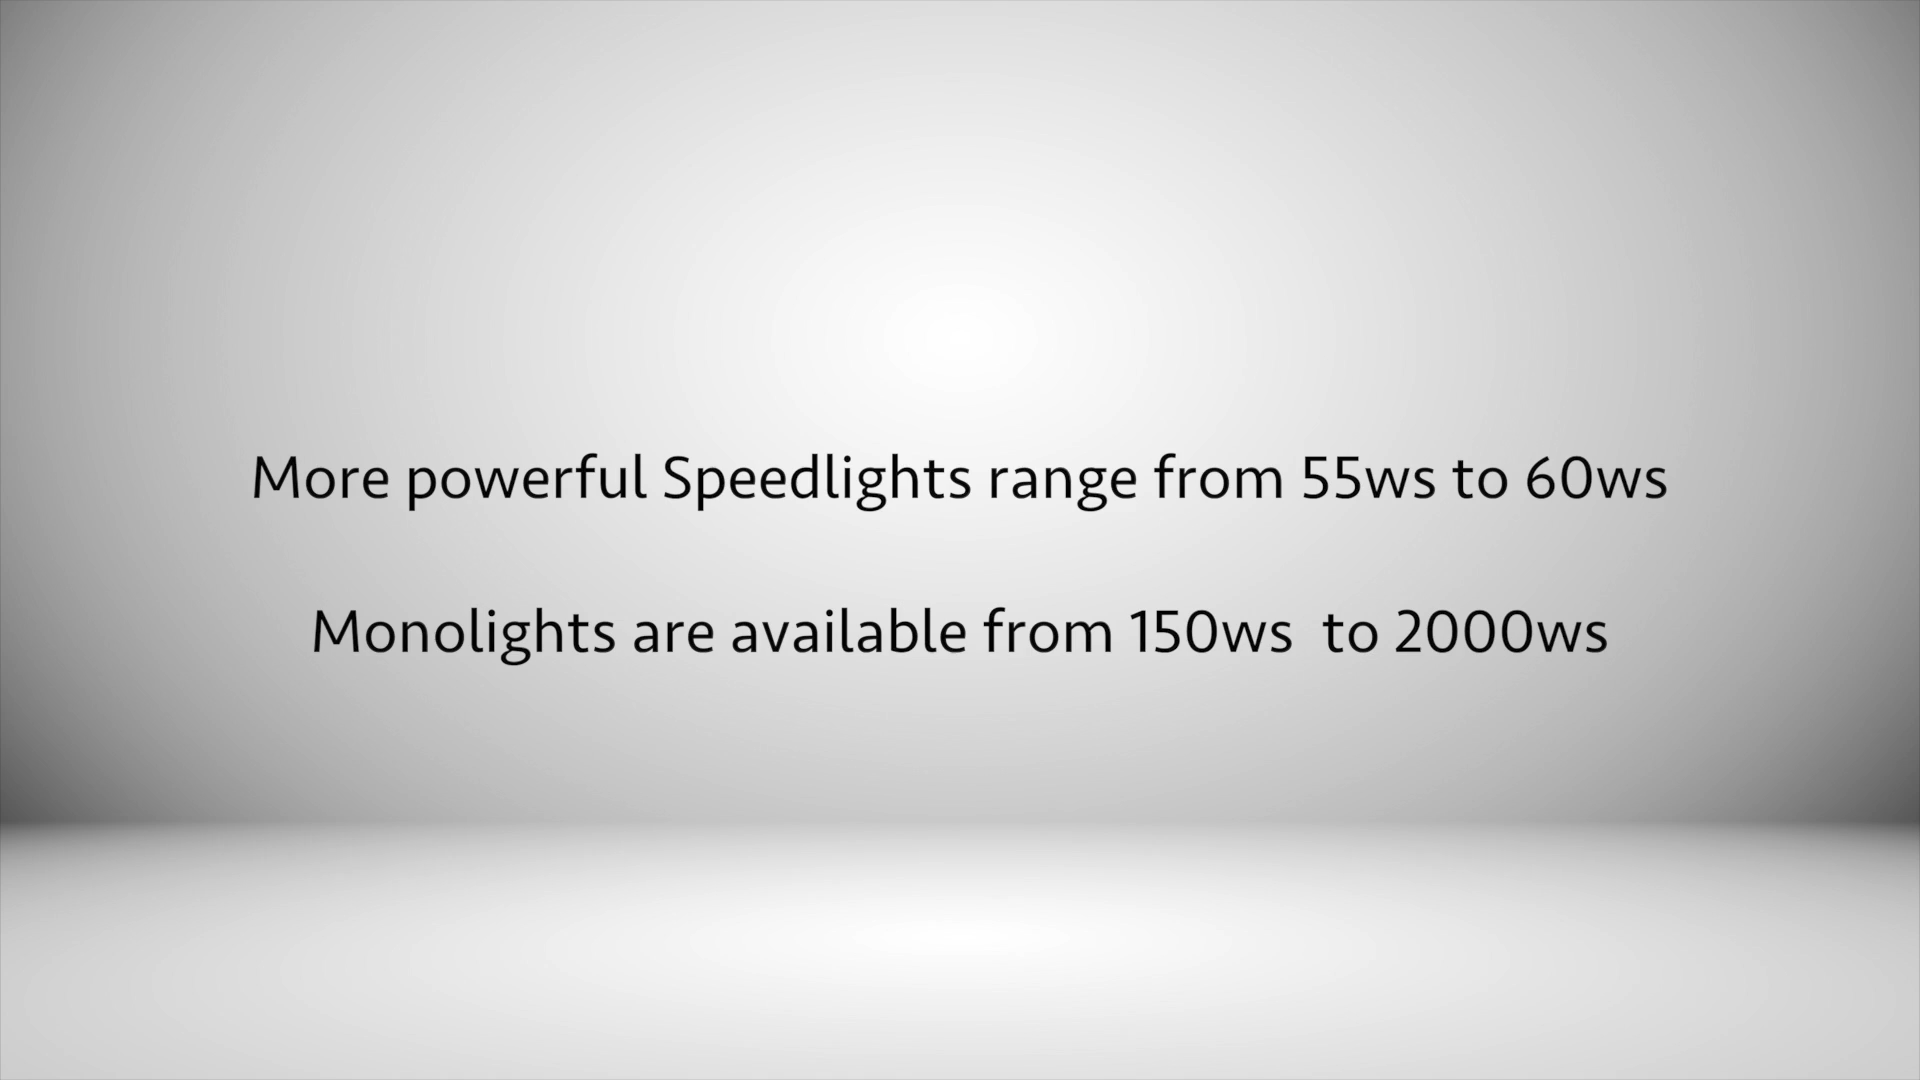 More powerful Speedlights range from 55ws to 60ws
Monolights are available from 150ws  to 2000ws